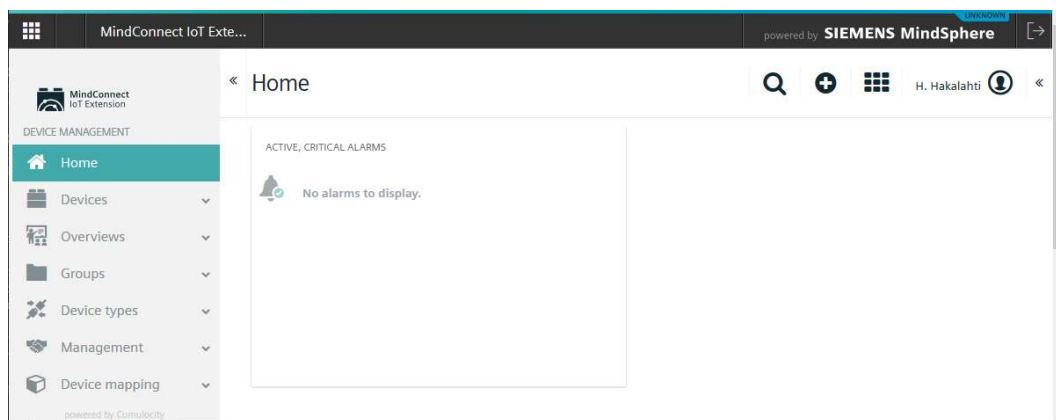 MindConnect IoT Exte...
UNKNOWN
powered by SIEMENS MindSphere
MindConnect
IoT Extension
Home
H. Hakalahti
DEVICE MANAGEMENT
Home
Devices
Overviews
Groups
Device types
Management
Device mapping
powered by Cumulocity
ACTIVE, CRITICAL ALARMS
No alarms to display.